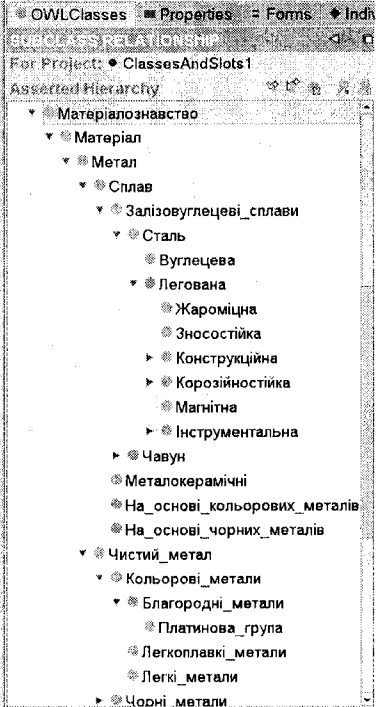 OWLClasses Properties Forms Indiv
SUBCLASS RELATIONSHIP
For Project: ClassesAndSlots1
Asserted Hierarchy
Матеріалознавство
Матеріал
Метал
Сплав
Залізовуглецеві_сплави
Сталь
Вуглецева
Легована
Жароміцна
Зносостійка
Конструкційна
Корозійностійка
Магнітна
Інструментальна
Чавун
Металокерамічні
На_основі_кольорових_металів
На_основі_чорних_металів
Чистий_метал
Кольорові_метали
Благородні_метали
Платинова_група
Легкоплавкі_метали
Легкі_метали
Чорні_метали